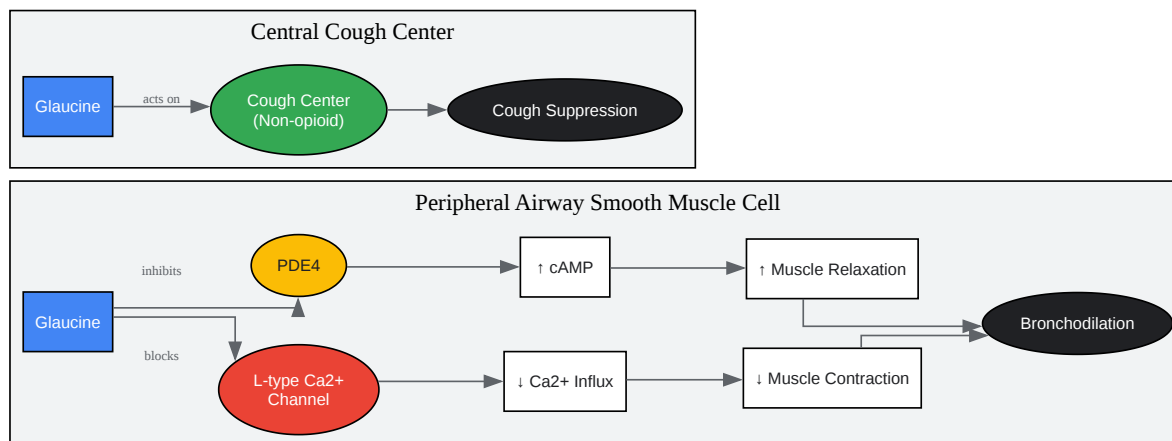 Central Cough Center
Glaucine
acts on
Cough Center
(Non-opioid)
Cough Suppression
Peripheral Airway Smooth Muscle Cell
inhibits
PDE4
↑ cAMP
↑ Muscle Relaxation
Glaucine
Bronchodilation
blocks
L-type Ca2+
Channel
↓ Ca2+ Influx
↓ Muscle Contraction